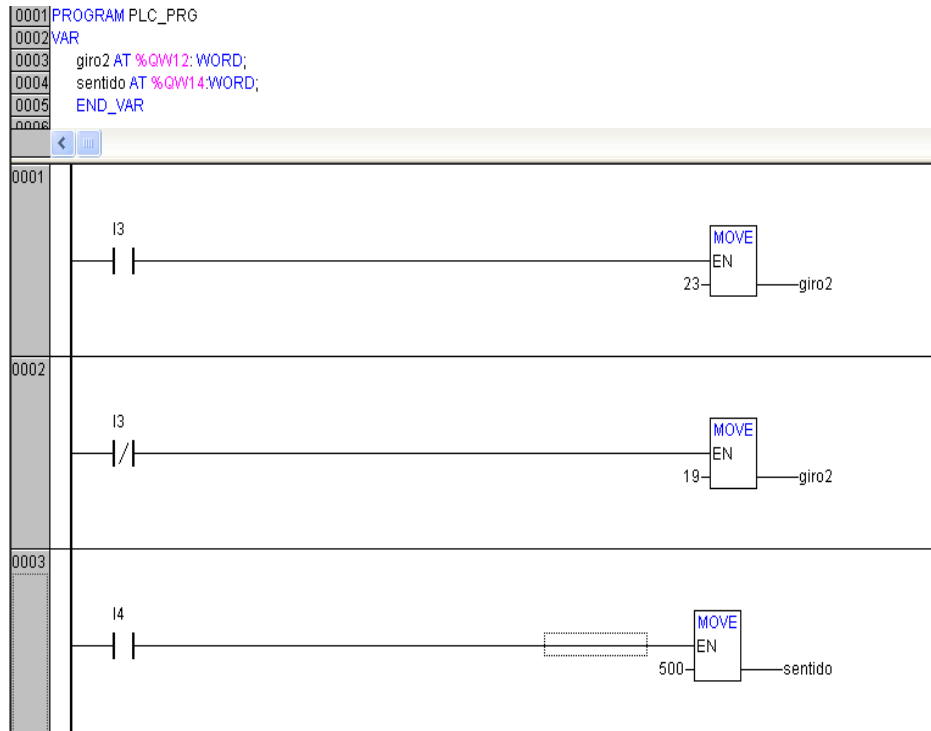 0001 PROGRAM PLC_PRG
0002 VAR
0003 giro2 AT %QW12: WORD;
0004 sentido AT %QW14:WORD;
0005 END_VAR
0006
0001
I3
MOVE
EN
23
giro2
0002
I3
MOVE
EN
19
giro2
0003
I4
MOVE
EN
500
sentido